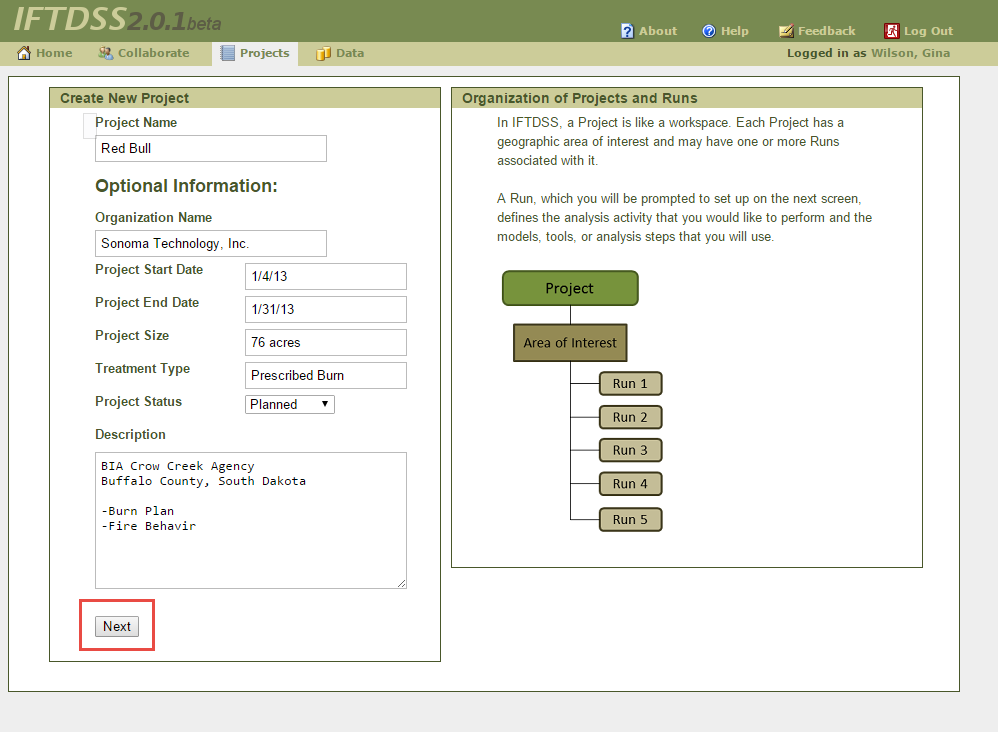 IFTDSS2.0.1beta
About Help Feedback Log Out
Home Collaborate Projects Data
Logged in as Wilson, Gina
Create New Project
Project Name
Red Bull
Optional Information:
Organization Name
Sonoma Technology, Inc.
Project Start Date 1/4/13
Project End Date 1/31/13
Project Size 76 acres
Treatment Type Prescribed Burn
Project Status Planned
Description
BIA Crow Creek Agency
Buffalo County, South Dakota
-Burn Plan
-Fire Behavir
Next
Organization of Projects and Runs
In IFTDSS, a Project is like a workspace. Each Project has a
geographic area of interest and may have one or more Runs
associated with it.
A Run, which you will be prompted to set up on the next screen,
defines the analysis activity that you would like to perform and the
models, tools, or analysis steps that you will use.
Project
Area of Interest
Run 1
Run 2
Run 3
Run 4
Run 5